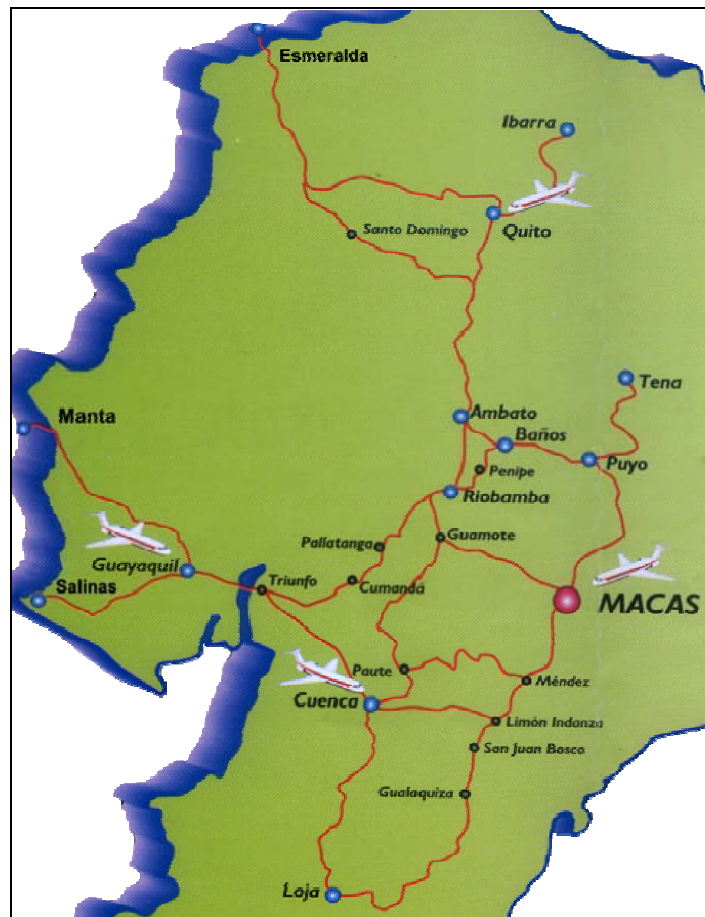 Esmeralda
Ibarra
Santo Domingo
Quito
Tena
Manta
Ambato
Baños
Puyo
Penipe
Riobamba
Guamote
Pallatanga
Guayaquil
Salinas
Triunfo
Cumandá
MACAS
Paute
Méndez
Cuenca
Limón Indanza
San Juan Bosco
Gualaquiza
Loja